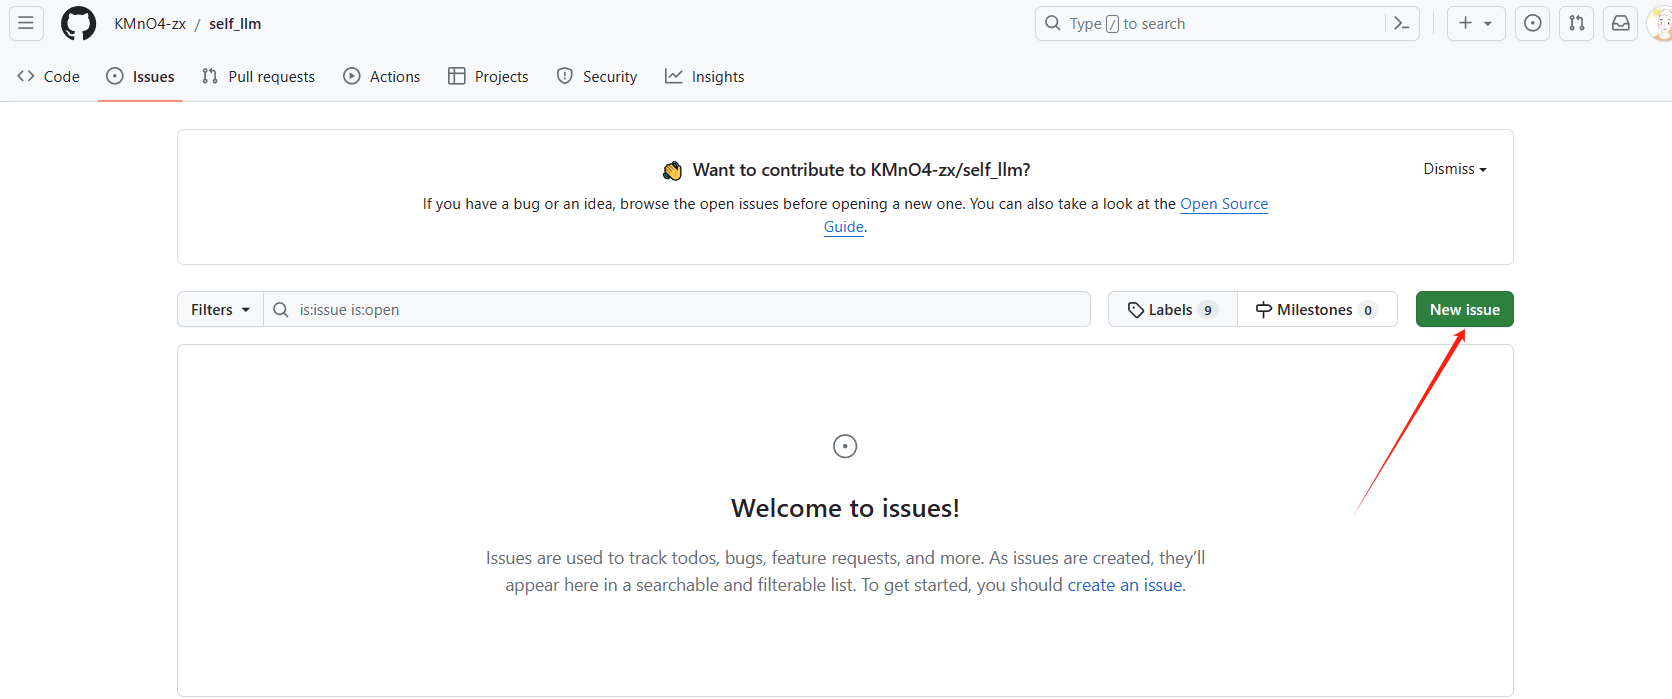 KMnO4-zx / self_llm
Type / to search
Code
Issues
Pull requests
Actions
Projects
Security
Insights
Want to contribute to KMnO4-zx/self_llm?
Dismiss
If you have a bug or an idea, browse the open issues before opening a new one. You can also take a look at the Open Source
Guide.
Filters
is:issue is:open
Labels 9
Milestones 0
New issue
Welcome to issues!
Issues are used to track todos, bugs, feature requests, and more. As issues are created, they’ll
appear here in a searchable and filterable list. To get started, you should create an issue.